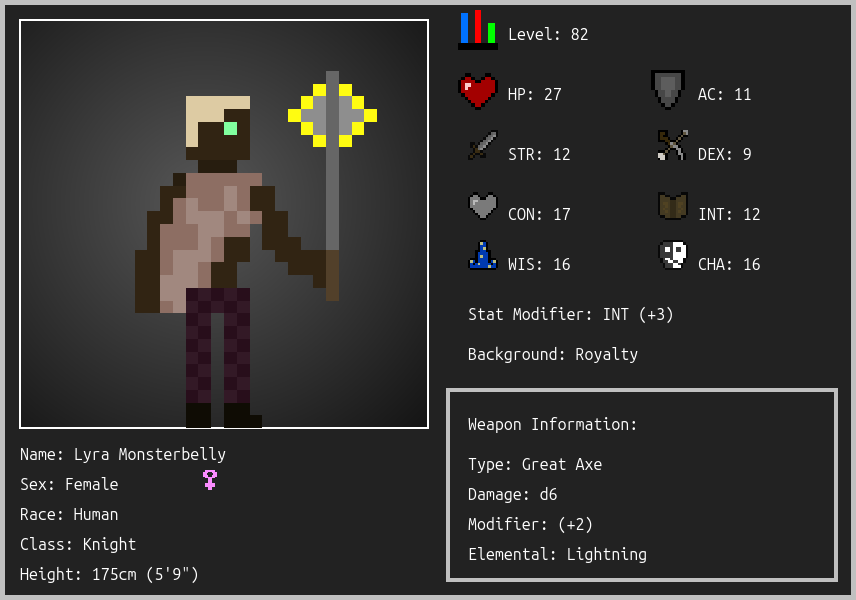 Level: 82
HP: 27
AC: 11
STR: 12
DEX: 9
CON: 17
INT: 12
WIS: 16
CHA: 16
Stat Modifier: INT (+3)
Background: Royalty
Weapon Information:
Type: Great Axe
Damage: d6
Modifier: (+2)
Elemental: Lightning
Name: Lyra Monsterbelly
Sex: Female
Race: Human
Class: Knight
Height: 175cm (5'9")